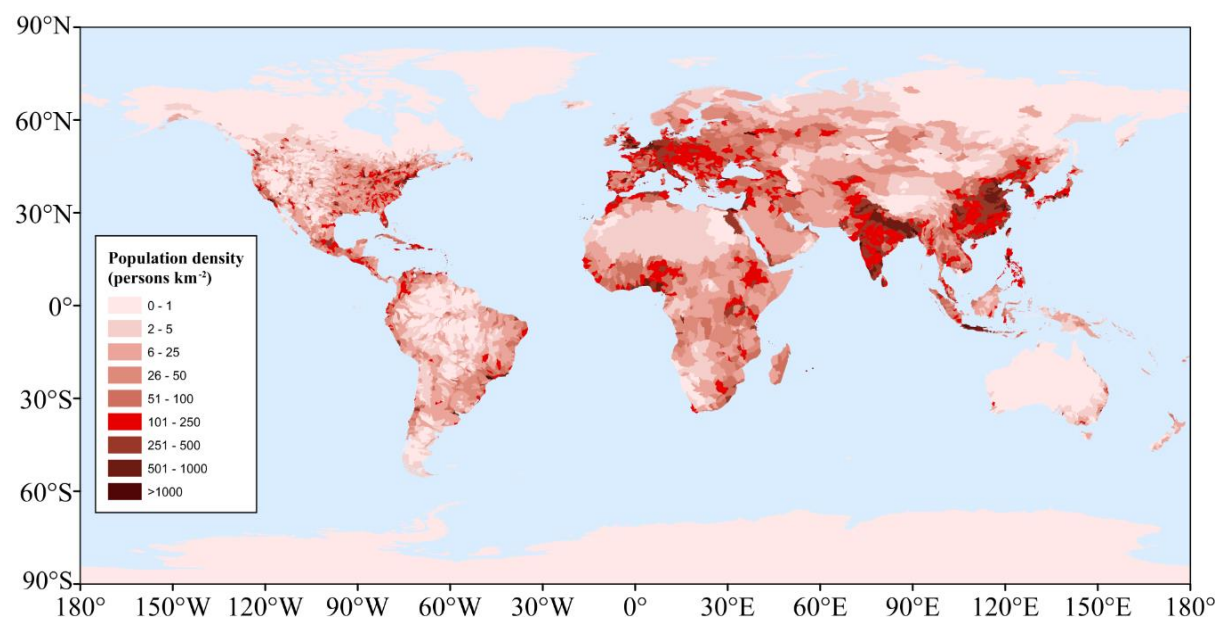 90°N
60°N
30°N
0°
30°S
60°S
90°S
Population density
(persons km⁻²)
0 - 1
2 - 5
6 - 25
26 - 50
51 - 100
101 - 250
251 - 500
501 - 1000
>1000
180° 150°W 120°W 90°W 60°W 30°W 0° 30°E 60°E 90°E 120°E 150°E 180°